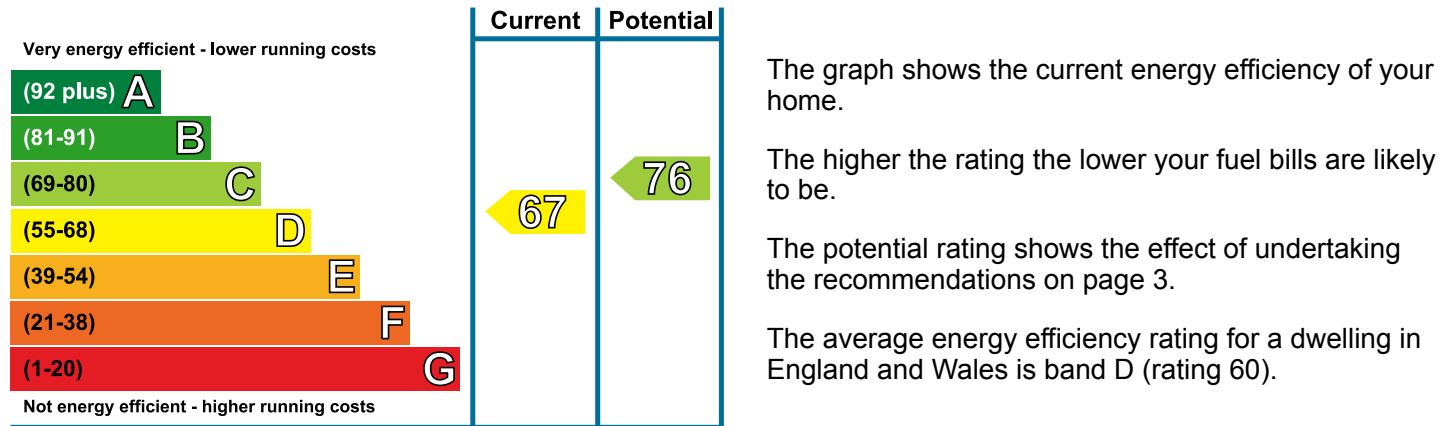 Current Potential
Very energy efficient - lower running costs
(92 plus) A
(81-91) B
(69-80) C
(55-68) D
(39-54) E
(21-38) F
(1-20) G
Not energy efficient - higher running costs
67
76
The graph shows the current energy efficiency of your
home.
The higher the rating the lower your fuel bills are likely
to be.
The potential rating shows the effect of undertaking
the recommendations on page 3.
The average energy efficiency rating for a dwelling in
England and Wales is band D (rating 60).